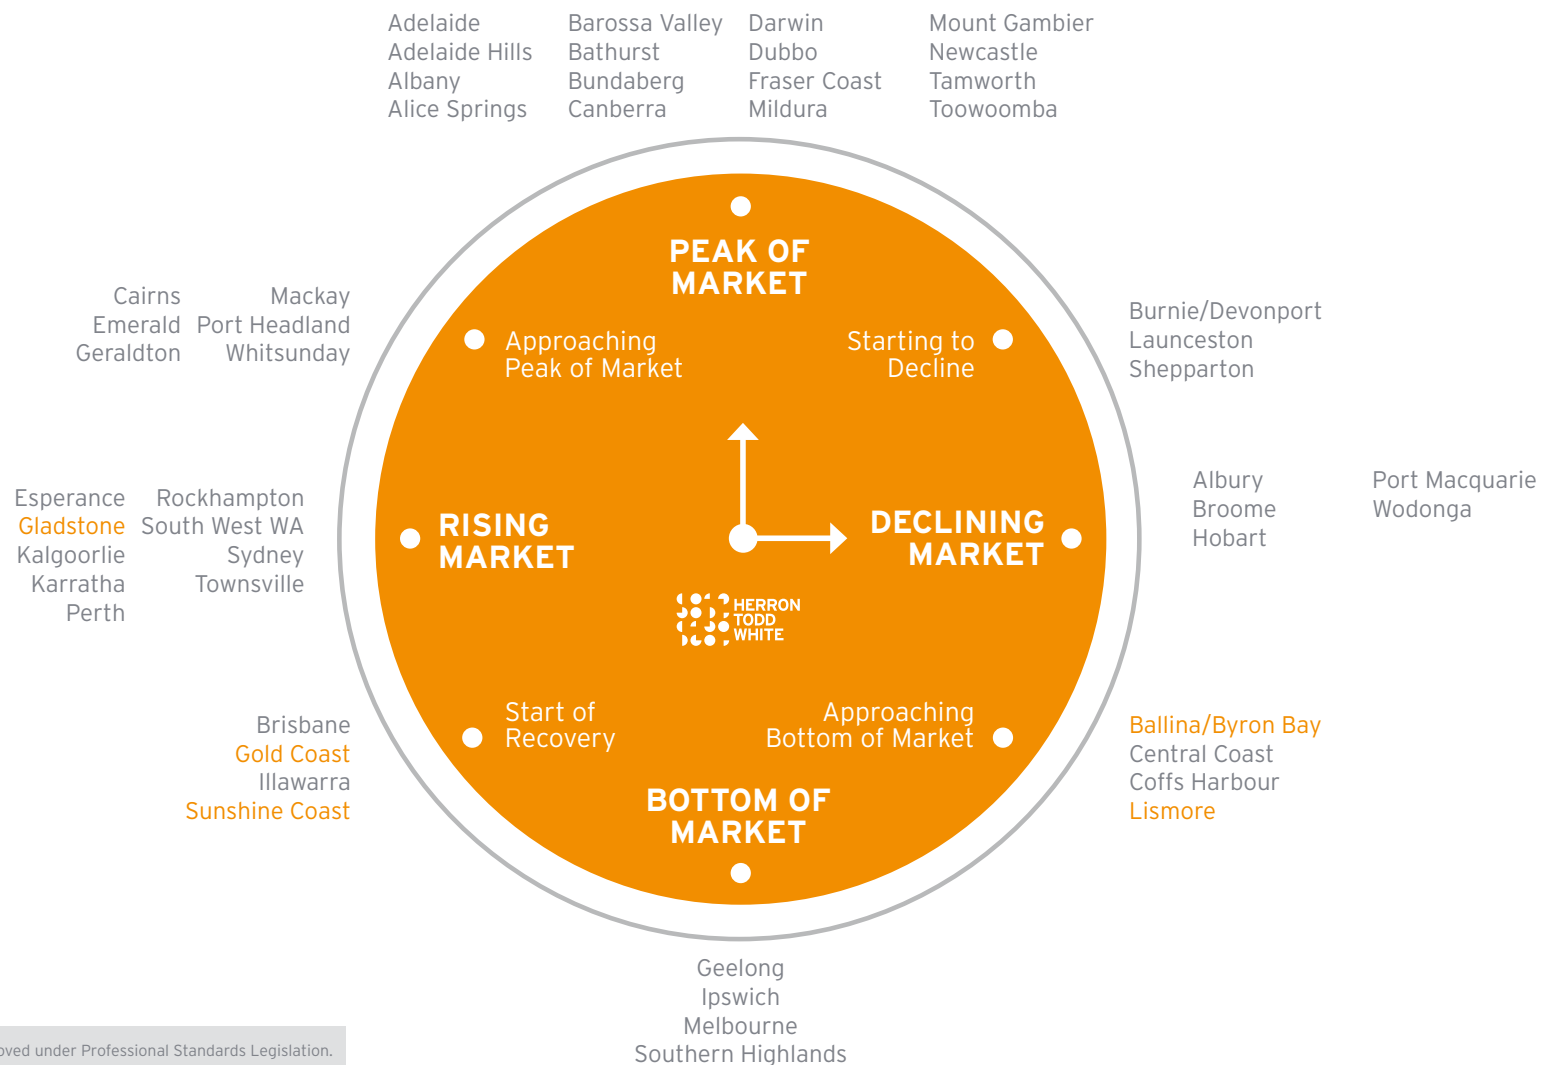 Adelaide
Adelaide Hills
Albany
Alice Springs
Barossa Valley
Bathurst
Bundaberg
Canberra
Darwin
Dubbo
Fraser Coast
Mildura
Mount Gambier
Newcastle
Tamworth
Toowoomba
PEAK OF
MARKET
Cairns
Emerald
Geraldton
Mackay
Port Headland
Whitsunday
Approaching
Peak of Market
Starting to
Decline
Burnie/Devonport
Launceston
Shepparton
Esperance
Gladstone
Kalgoorlie
Karratha
Perth
Rockhampton
South West WA
Sydney
Townsville
RISING
MARKET
DECLINING
MARKET
Albury
Broome
Hobart
Port Macquarie
Wodonga
HERRON
TODD
WHITE
Brisbane
Gold Coast
Illawarra
Sunshine Coast
Start of
Recovery
Approaching
Bottom of Market
Ballina/Byron Bay
Central Coast
Coffs Harbour
Lismore
BOTTOM OF
MARKET
Geelong
Ipswich
Melbourne
Southern Highlands
under Professional Standards Legislation.